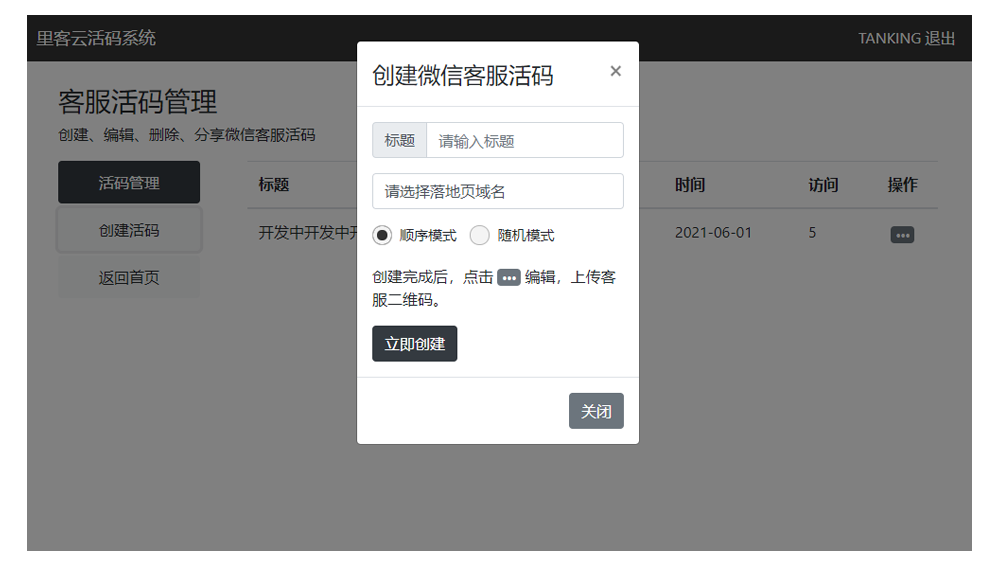 里客云活码系统
TANKING 退出
客服活码管理
创建、编辑、删除、分享微信客服活码
活码管理
创建活码
返回首页
标题
时间
访问
操作
开发中开发中开
2021-06-01
5
创建微信客服活码
×
标题
请输入标题
请选择落地页域名
顺序模式
随机模式
创建完成后，点击 ••• 编辑，上传客
服二维码。
立即创建
关闭